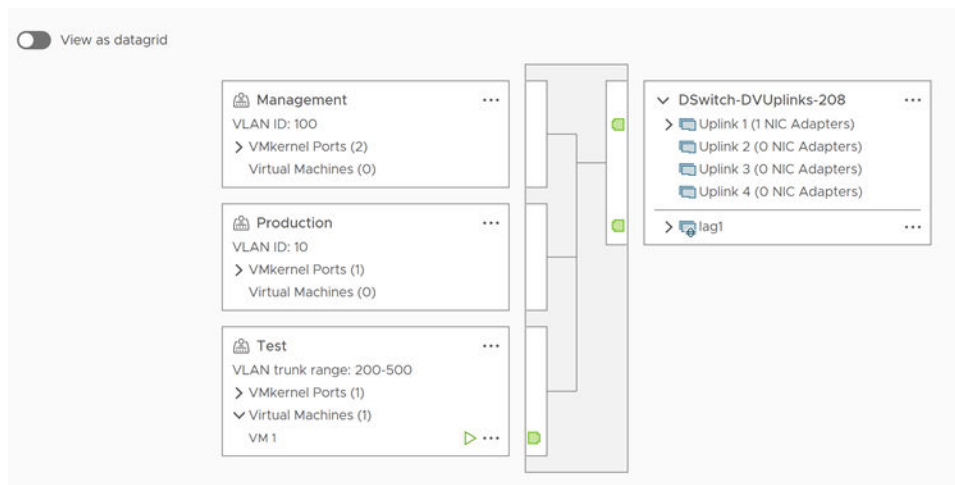 View as datagrid
Management ...
VLAN ID: 100
VMkernel Ports (2)
Virtual Machines (0)
Production ...
VLAN ID: 10
VMkernel Ports (1)
Virtual Machines (0)
Test ...
VLAN trunk range: 200-500
VMkernel Ports (1)
Virtual Machines (1)
VM 1 ...
DSwitch-DVUplinks-208 ...
Uplink 1 (1 NIC Adapters)
Uplink 2 (0 NIC Adapters)
Uplink 3 (0 NIC Adapters)
Uplink 4 (0 NIC Adapters)
lag1 ...